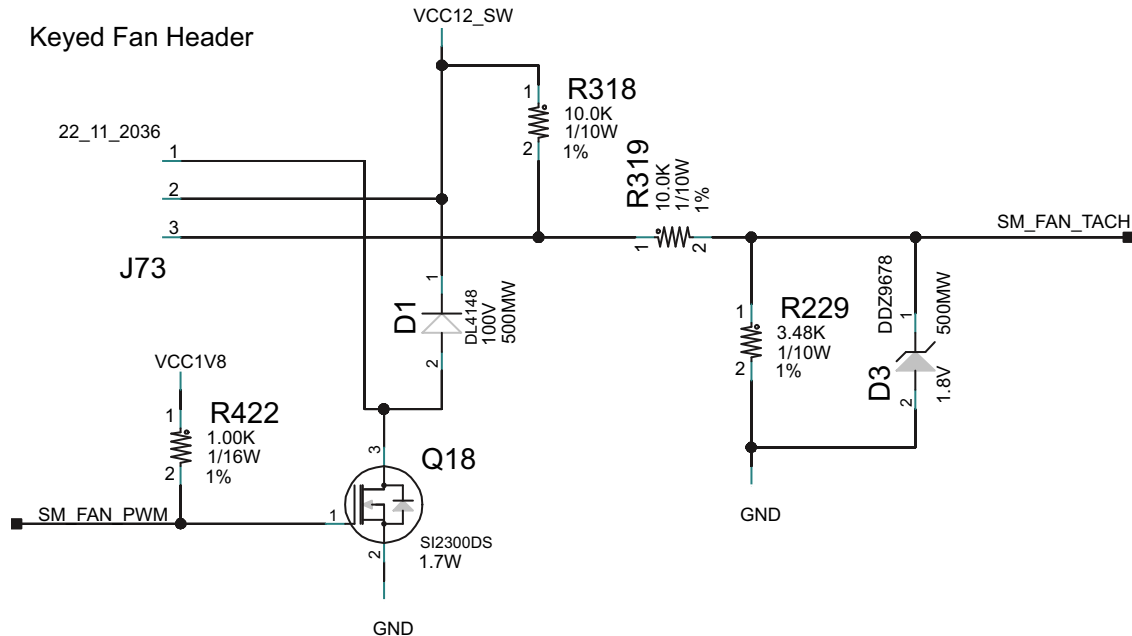 VCC12_SW
Keyed Fan Header
1
R318
10.0K
1/10W
1%
2
22_11_2036
1
2
3
J73
R319
10.0K
1/10W
1%
1
2
SM_FAN_TACH
1
D1
DL4148
100V
500MW
2
1
R229
3.48K
1/10W
1%
2
DDZ9678
1
500MW
D3
2
1.8V
VCC1V8
1
R422
1.00K
1/16W
1%
2
3
Q18
SM_FAN_PWM
1
SI2300DS
1.7W
2
GND
GND